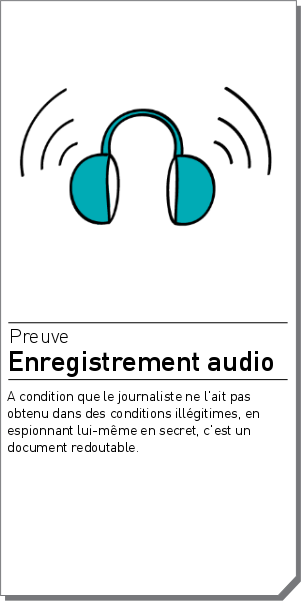 Preuve
Enregistrement audio
A condition que le journaliste ne l'ait pas
obtenu dans des conditions illégitimes, en
espionnant lui-même en secret, c'est un
document redoutable.